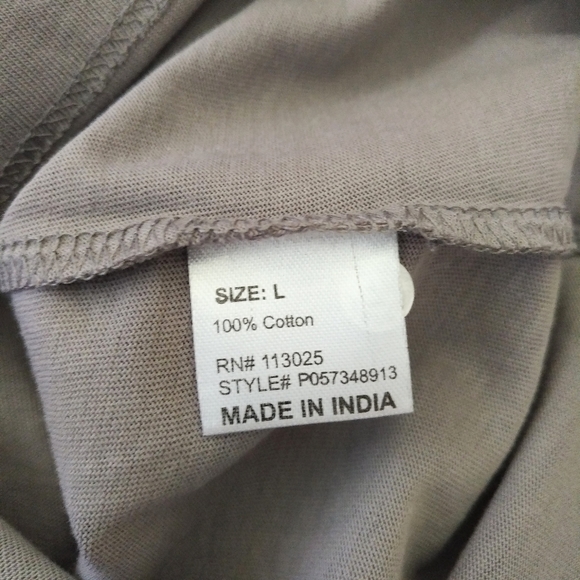 SIZE: L
100% Cotton
RN# 113025
STYLE# P057348913
MADE IN INDIA